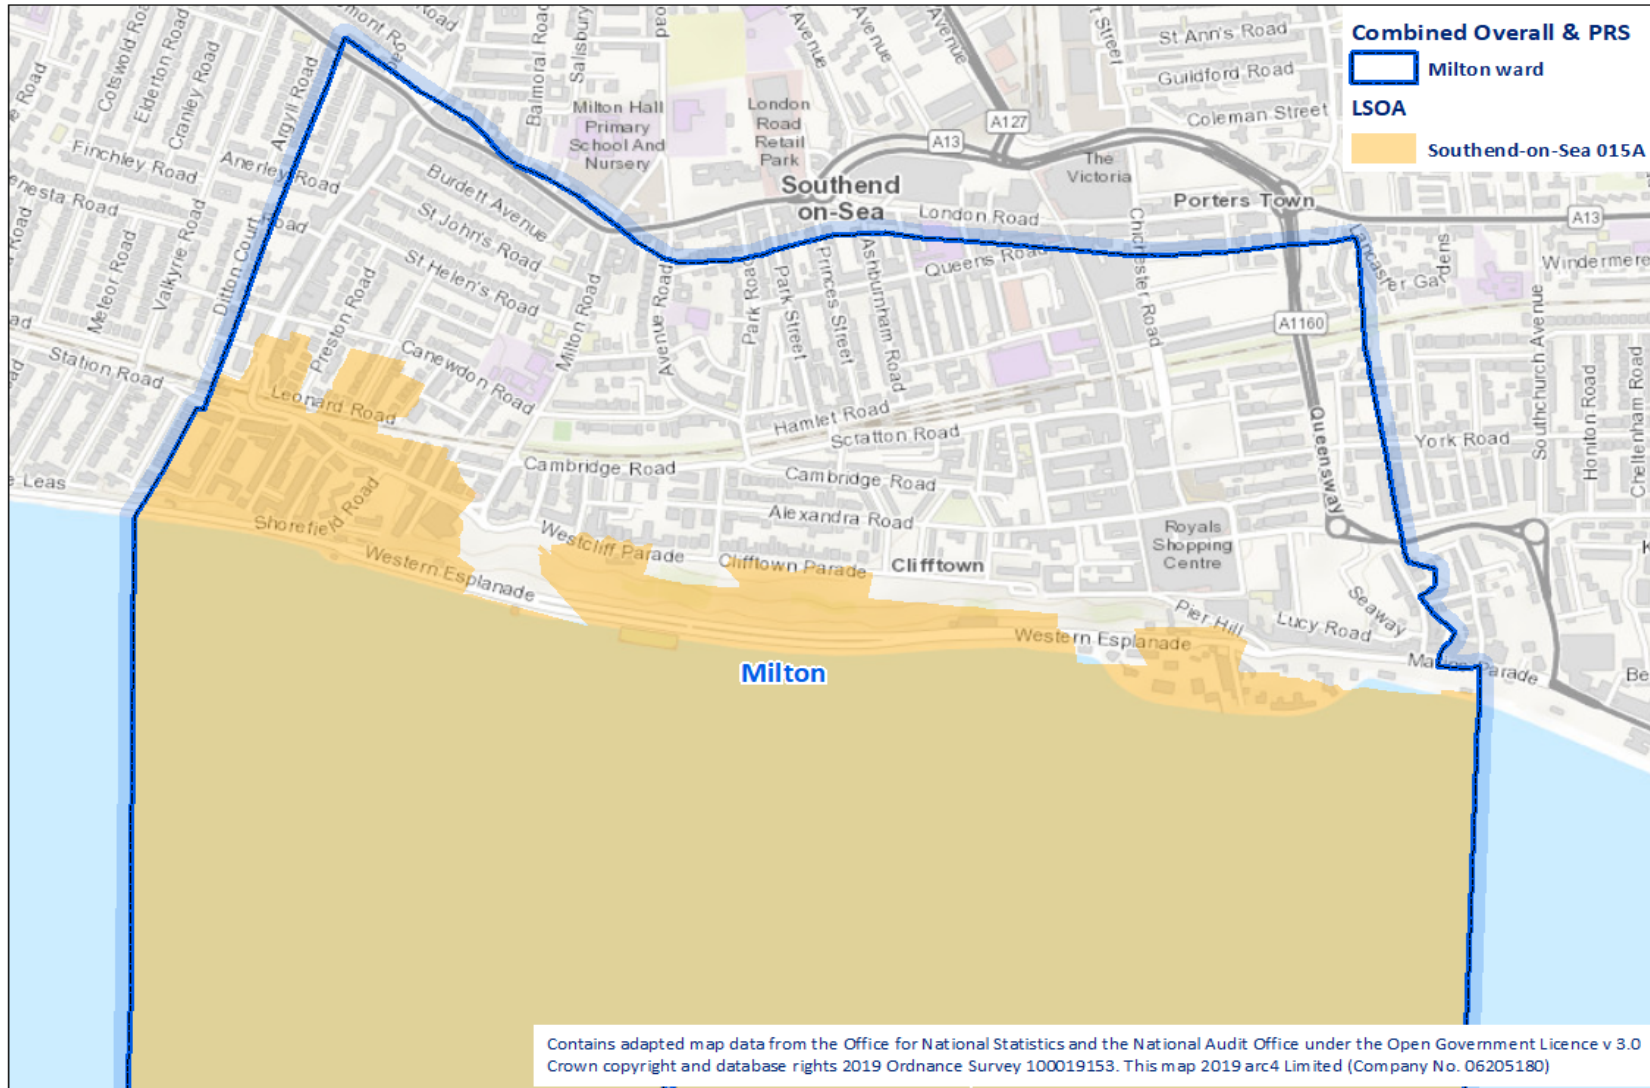 Combined Overall & PRS
Milton ward
LSOA
Southend-on-Sea 015A
St Ann's Road
Guildford Road
Coleman Street
Cotswold Ro
Elderton Road
Cranley Road
Argyll Road
Finchley Road
Anerley Road
enesta Road
Meteor Road
Valkyrie Road
Ditton Court
Road
Burdett Avenue
St John's Road
St Helen's Road
Balmoral Road
Salisbury
Milton Hall
Primary
School And
Nursery
London
Road
Retail
Park
Avenue
Avenue
Avenue
A13
A127
The
Victoria
Southend
on-Sea
London Road
Porters Town
A13
Chichester Road
Queens Road
Lancaster Gardens
Windermere
Park Road
Park Street
Princes Street
Ashburnham Road
Avenue Road
Milton Road
Preston Road
Canewdon Road
Station Road
Leonard Road
A1160
Queensway
Southchurch Avenue
Honiton Road
Cheltenham Road
York Road
Hamlet Road
Scratton Road
Cambridge Road
Cambridge Road
Alexandra Road
e Leas
Shorefield Road
Western Esplanade
Westcliff Parade
Clifftown Parade
Clifftown
Royals
Shopping
Centre
Seaway
Pier Hill
Lucy Road
Western Esplanade
Marine Parade
Be
Milton
Contains adapted map data from the Office for National Statistics and the National Audit Office under the Open Government Licence v 3.0
Crown copyright and database rights 2019 Ordnance Survey 100019153. This map 2019 arc4 Limited (Company No. 06205180)